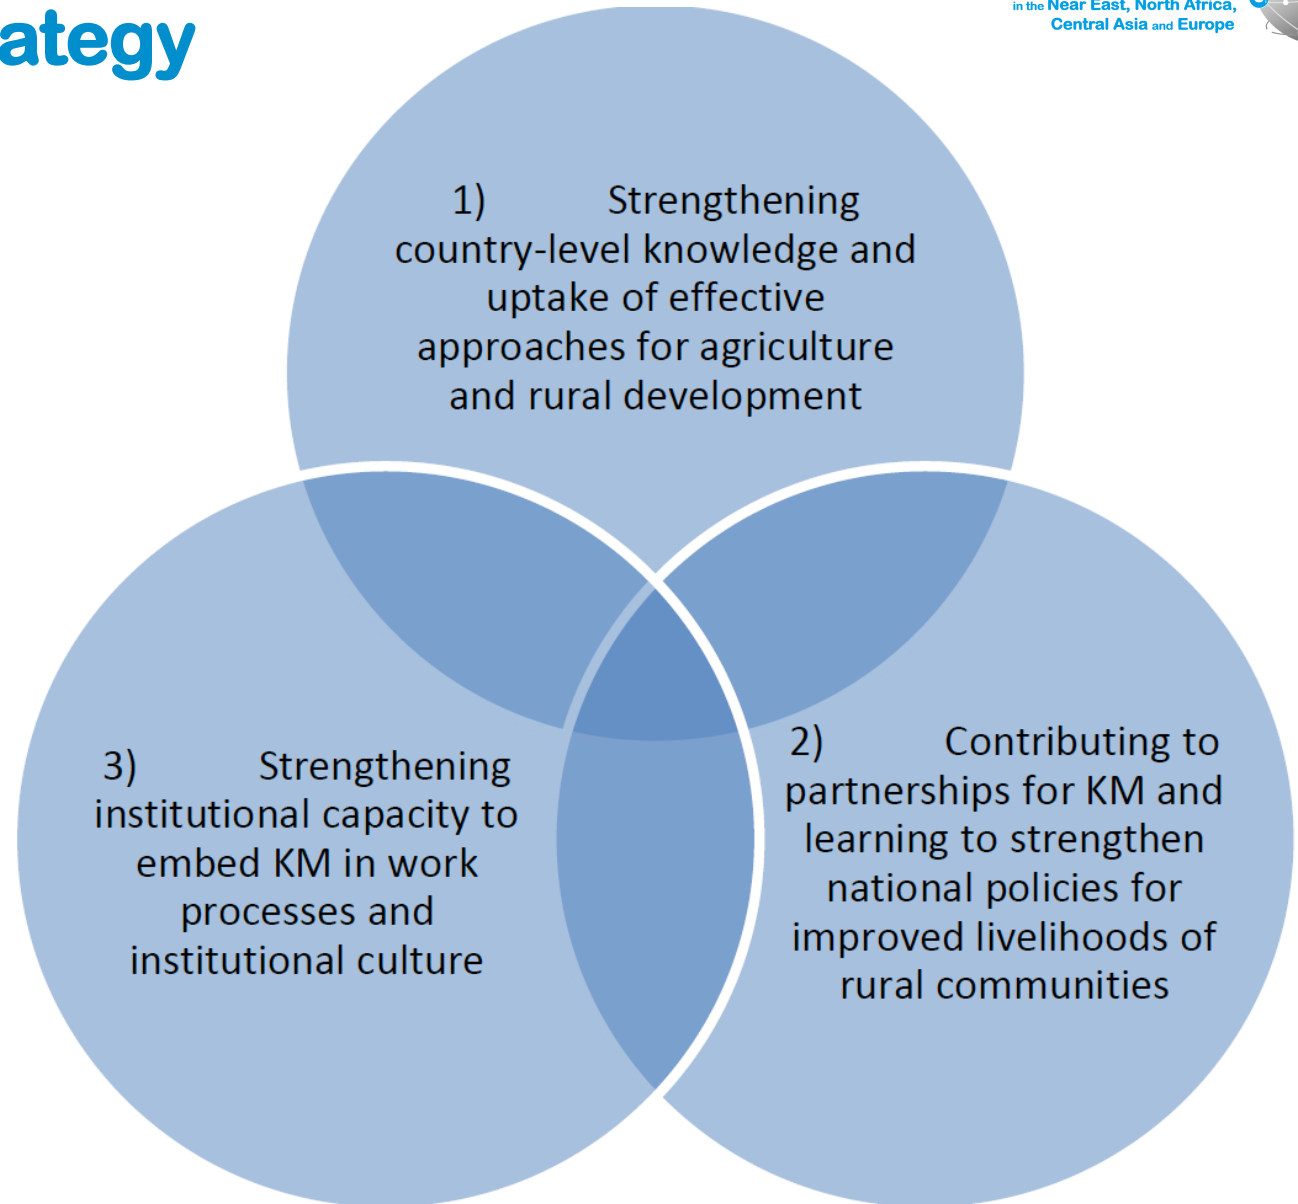 ategy
in the Near East, North Africa,
Central Asia and Europe
1) Strengthening
country-level knowledge and
uptake of effective
approaches for agriculture
and rural development
3) Strengthening
institutional capacity to
embed KM in work
processes and
institutional culture
2) Contributing to
partnerships for KM and
learning to strengthen
national policies for
improved livelihoods of
rural communities